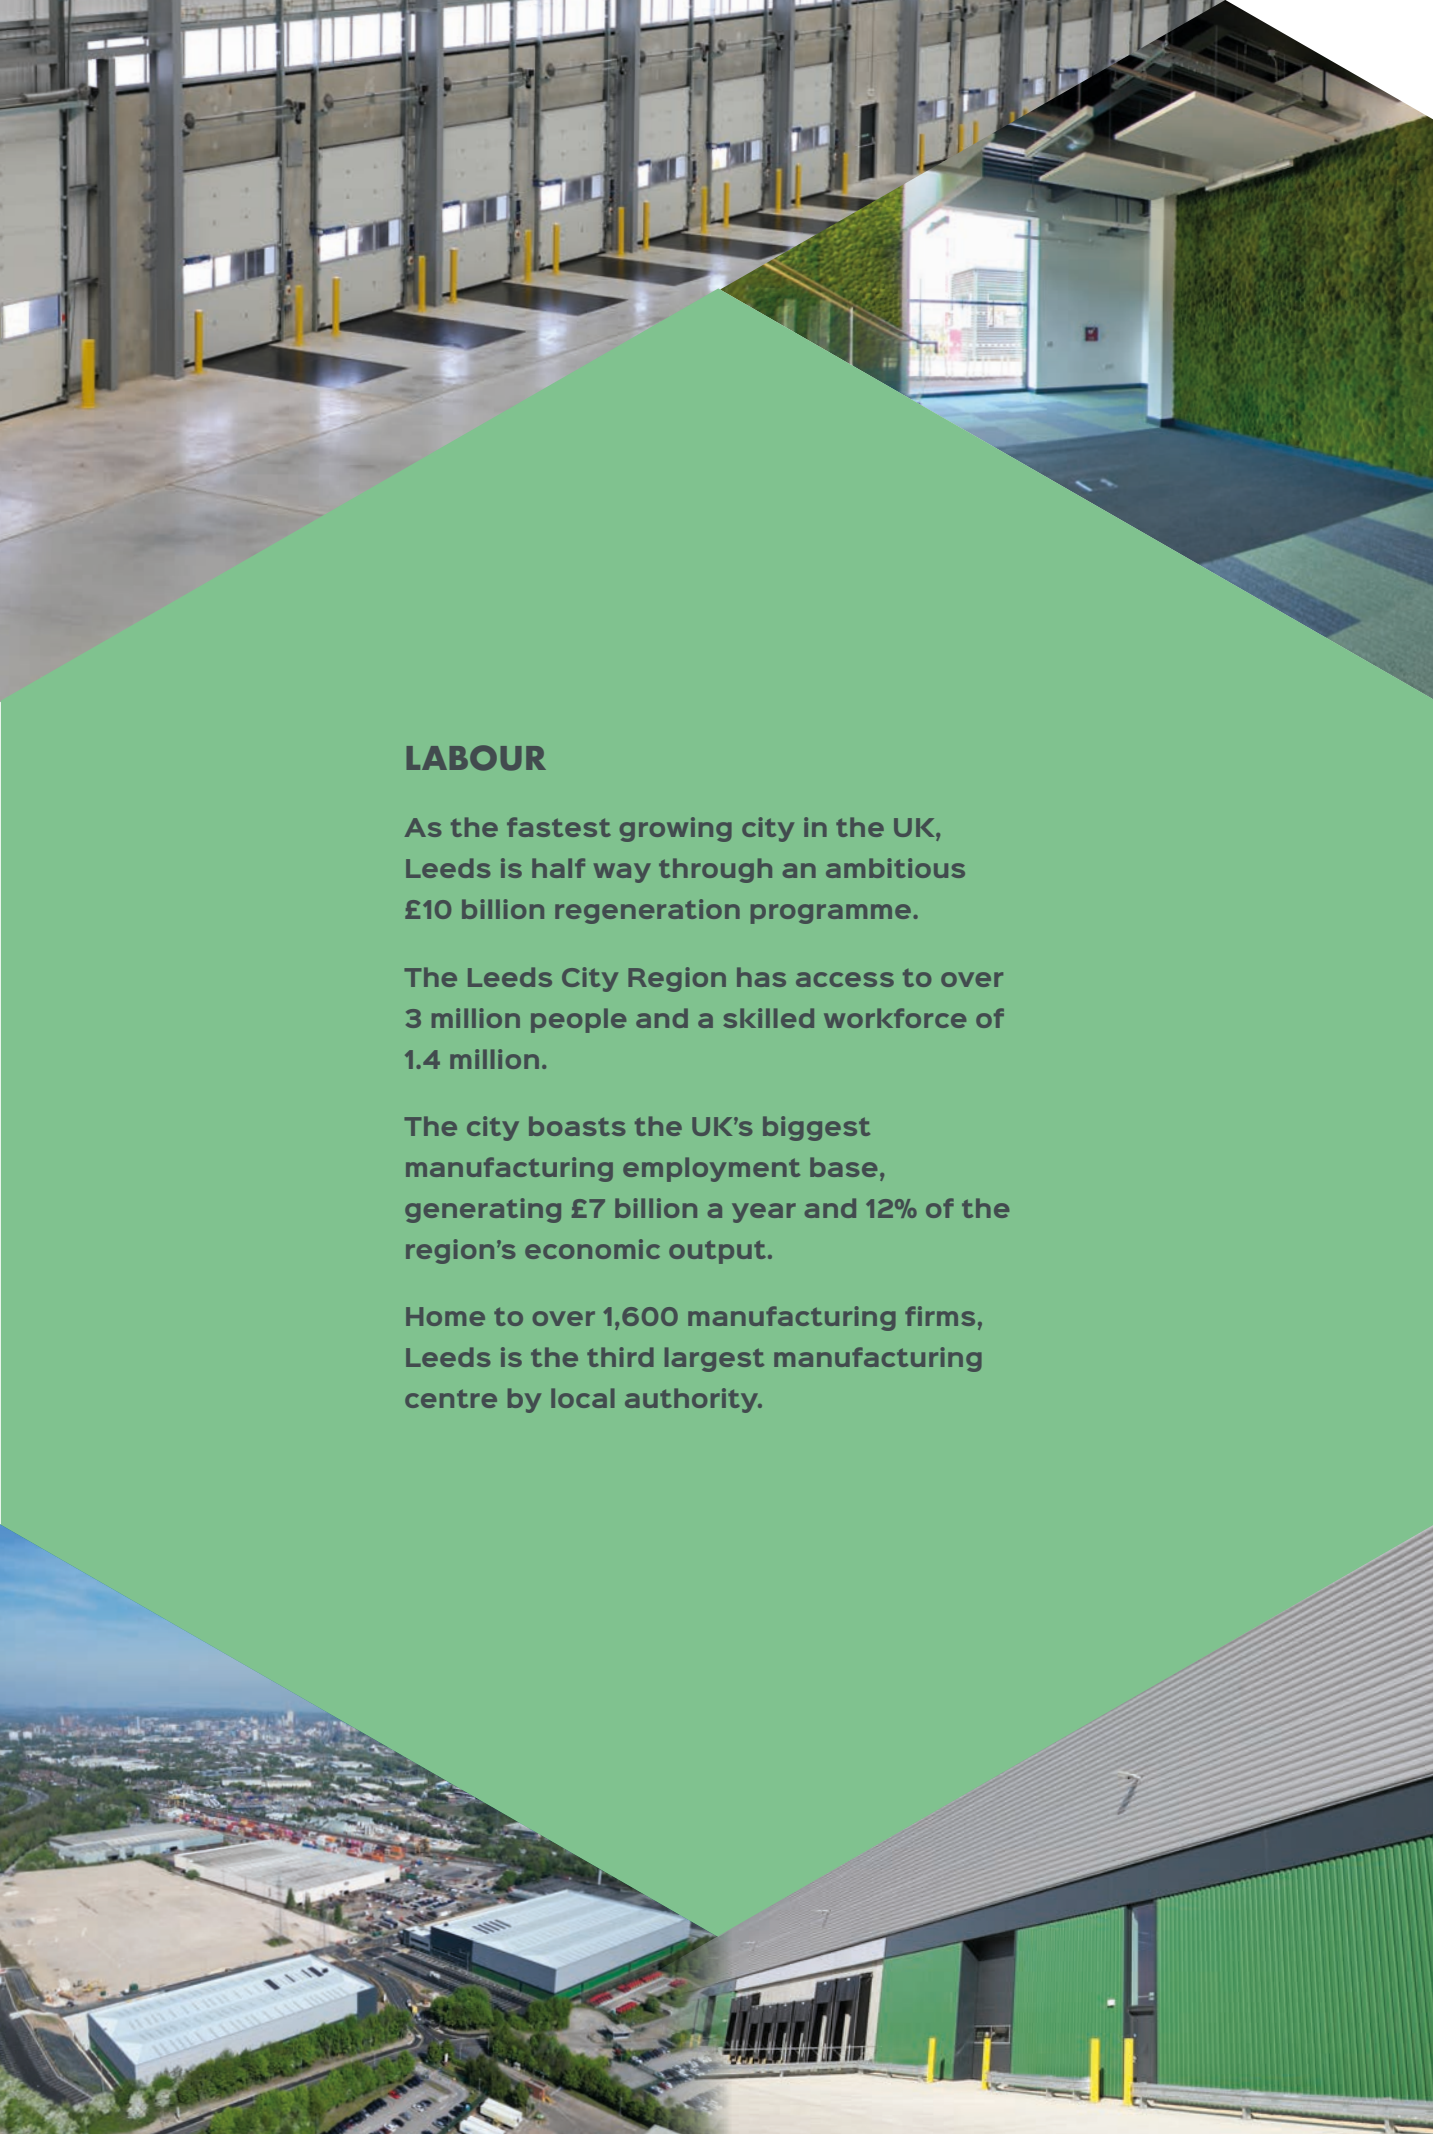 LABOUR
As the fastest growing city in the UK,
Leeds is half way through an ambitious
£10 billion regeneration programme.
The Leeds City Region has access to over
3 million people and a skilled workforce of
1.4 million.
The city boasts the UK’s biggest
manufacturing employment base,
generating £7 billion a year and 12% of the
region’s economic output.
Home to over 1,600 manufacturing firms,
Leeds is the third largest manufacturing
centre by local authority.